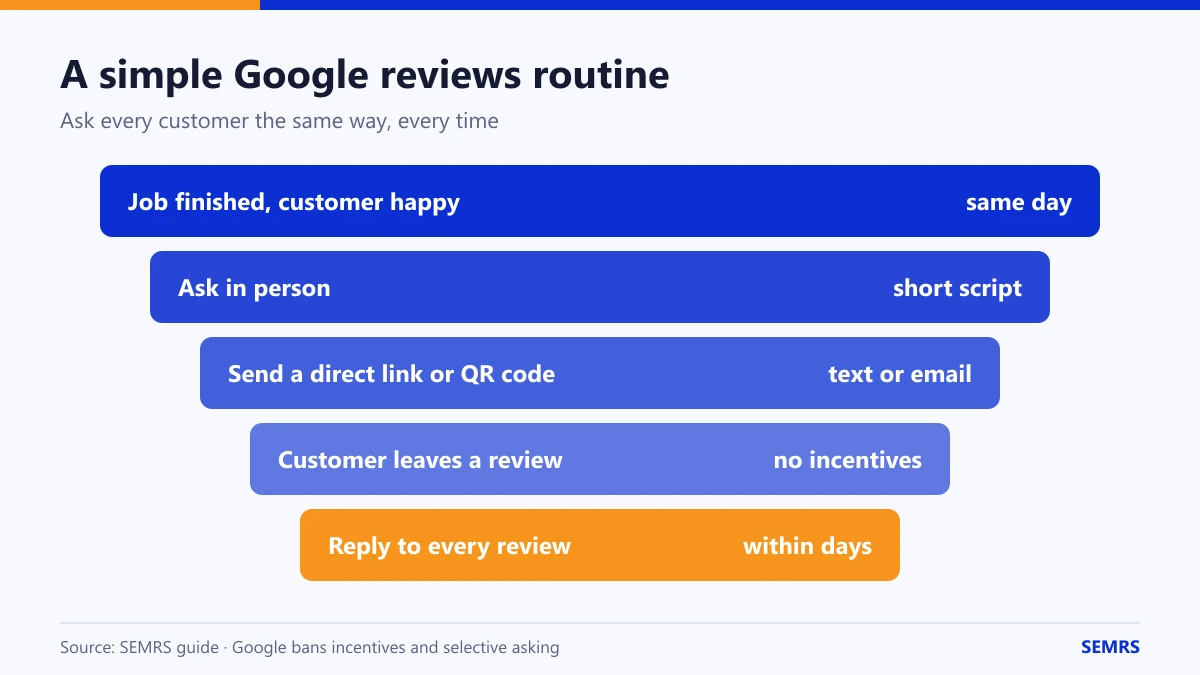 A simple Google reviews routine
Ask every customer the same way, every time
Job finished, customer happy same day
Ask in person short script
Send a direct link or QR code text or email
Customer leaves a review no incentives
Reply to every review within days
Source: SEMRS guide · Google bans incentives and selective asking SEMRS